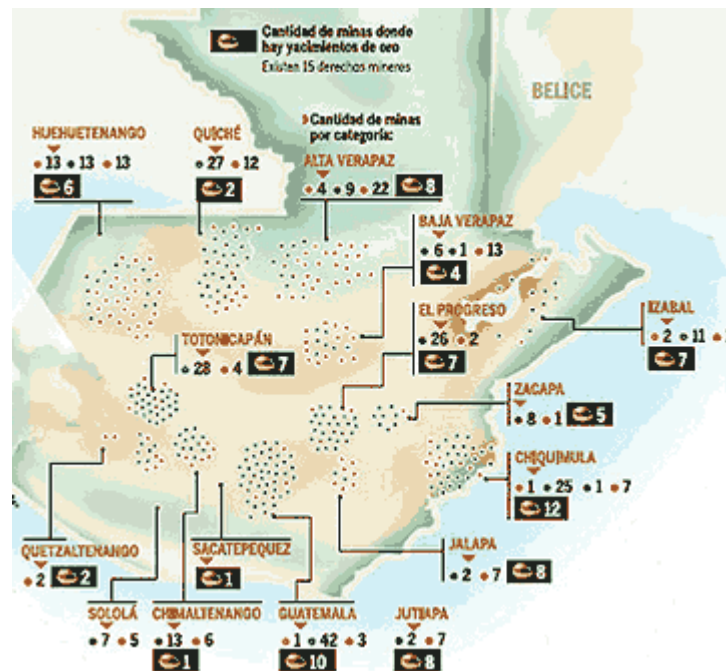 Cantidad de minas donde
hay yacimientos de oro
Existen 15 derechos mineros
BELICE
Cantidad de minas
por categoría:
HUEHUETENANGO
13 13 13
6
QUICHÉ
27 12
2
ALTA VERAPAZ
4 9 22 8
BAJA VERAPAZ
6 1 13
4
EL PROGRESO
26 2
7
IZABAL
2 11
7
TOTONICAPÁN
28 4 7
ZACAPA
8 1 5
CHIQUIMULA
1 25 1 7
12
QUETZALTENANGO
2 2
SACATEPEQUEZ
1
JALAPA
2 7 8
SOLOLÁ
7 5
CHIMALTENANGO
13 6
1
GUATEMALA
1 42 3
10
JUTIAPA
2 7
8